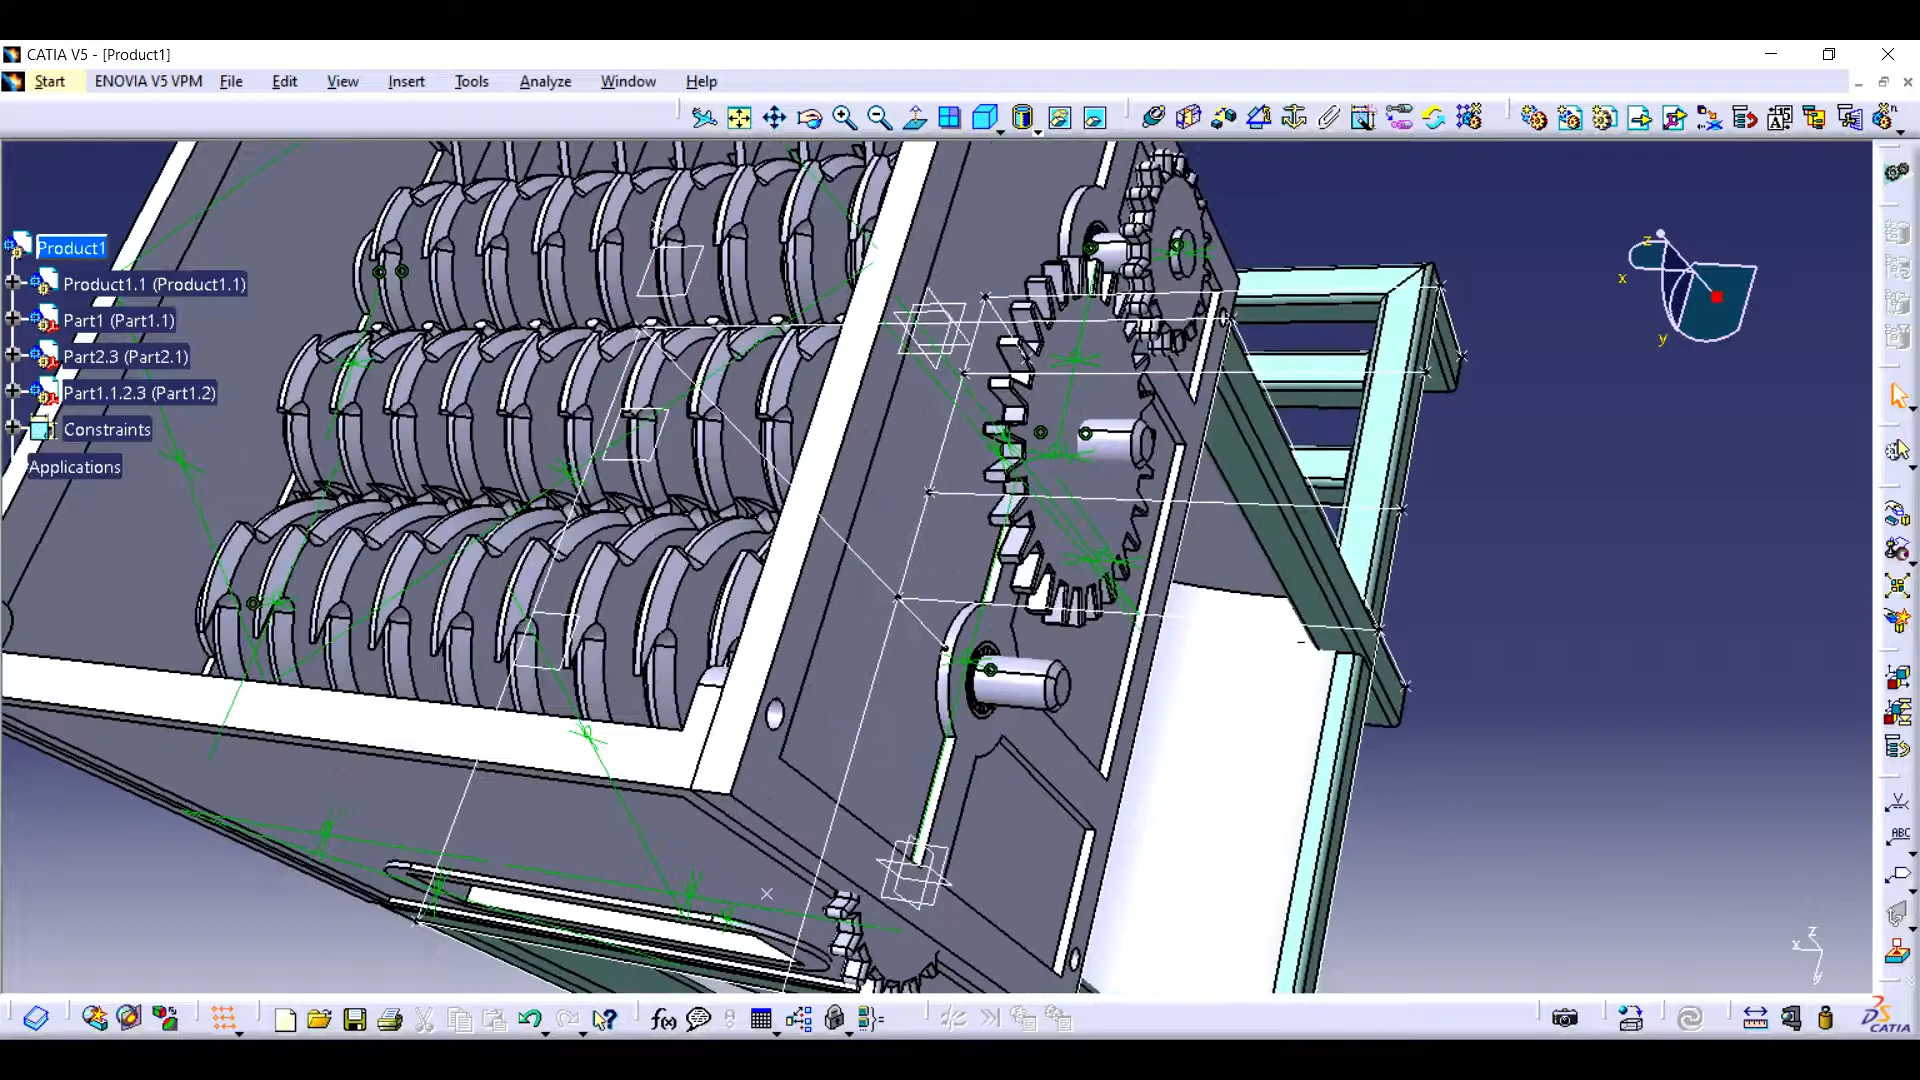 CATIA V5 - [Product1]
Start ENOVIA V5 VPM File Edit View Insert Tools Analyze Window Help
Product1
Product1.1 (Product1.1)
Part1 (Part1.1)
Part2.3 (Part2.1)
Part1.1.2.3 (Part1.2)
Constraints
Applications
z
x
y
ABC
z
x
y
f(x)
CATIA